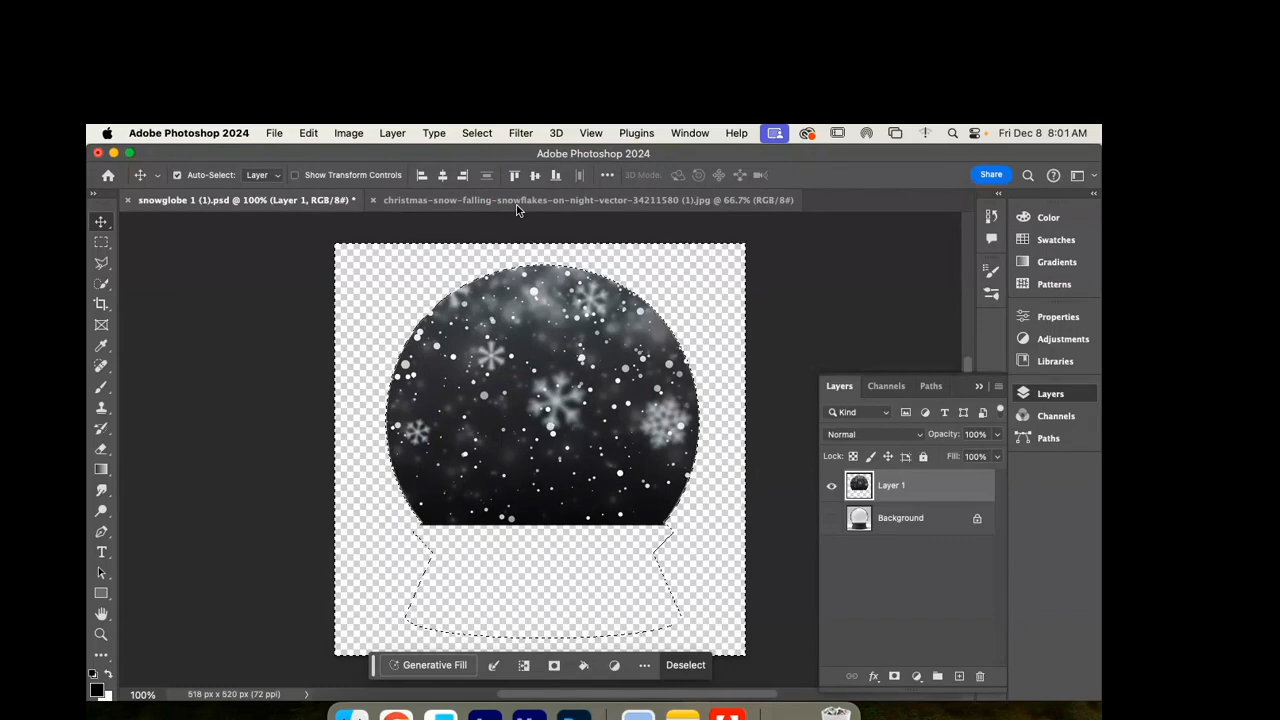 Adobe Photoshop 2024 File Edit Image Layer Type Select Filter 3D View Plugins Window Help Fri Dec 8 8:01 AM
Adobe Photoshop 2024
Auto-Select: Layer Show Transform Controls 3D Mode: Share
snowglobe 1 (1).psd @ 100% (Layer 1, RGB/8#) * christmas-snow-falling-snowflakes-on-night-vector-34211580 (1).jpg @ 66.7% (RGB/8#)
Color
Swatches
Gradients
Patterns
Properties
Adjustments
Libraries
Layers
Channels
Paths
Layers Channels Paths
Kind
Normal Opacity: 100%
Lock: Fill: 100%
Layer 1
Background
Generative Fill Deselect
100% 518 px x 520 px (72 ppi)